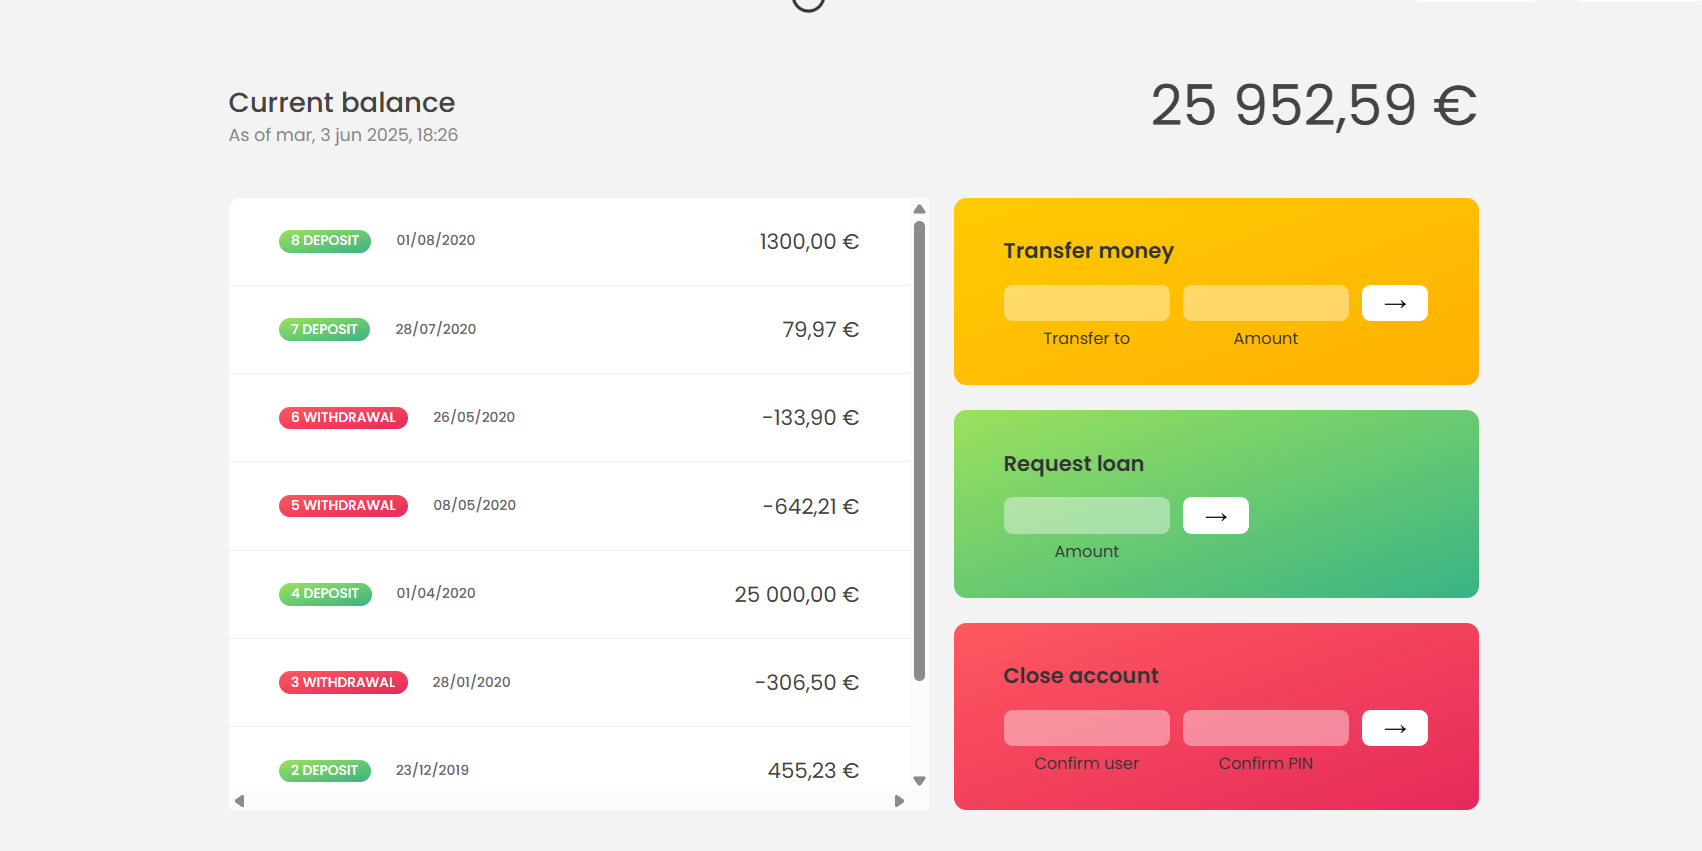 Current balance
As of mar, 3 jun 2025, 18:26
25 952,59 €
8 DEPOSIT 01/08/2020 1300,00 €
7 DEPOSIT 28/07/2020 79,97 €
6 WITHDRAWAL 26/05/2020 -133,90 €
5 WITHDRAWAL 08/05/2020 -642,21 €
4 DEPOSIT 01/04/2020 25 000,00 €
3 WITHDRAWAL 28/01/2020 -306,50 €
2 DEPOSIT 23/12/2019 455,23 €
Transfer money
→
Transfer to Amount
Request loan
→
Amount
Close account
→
Confirm user Confirm PIN